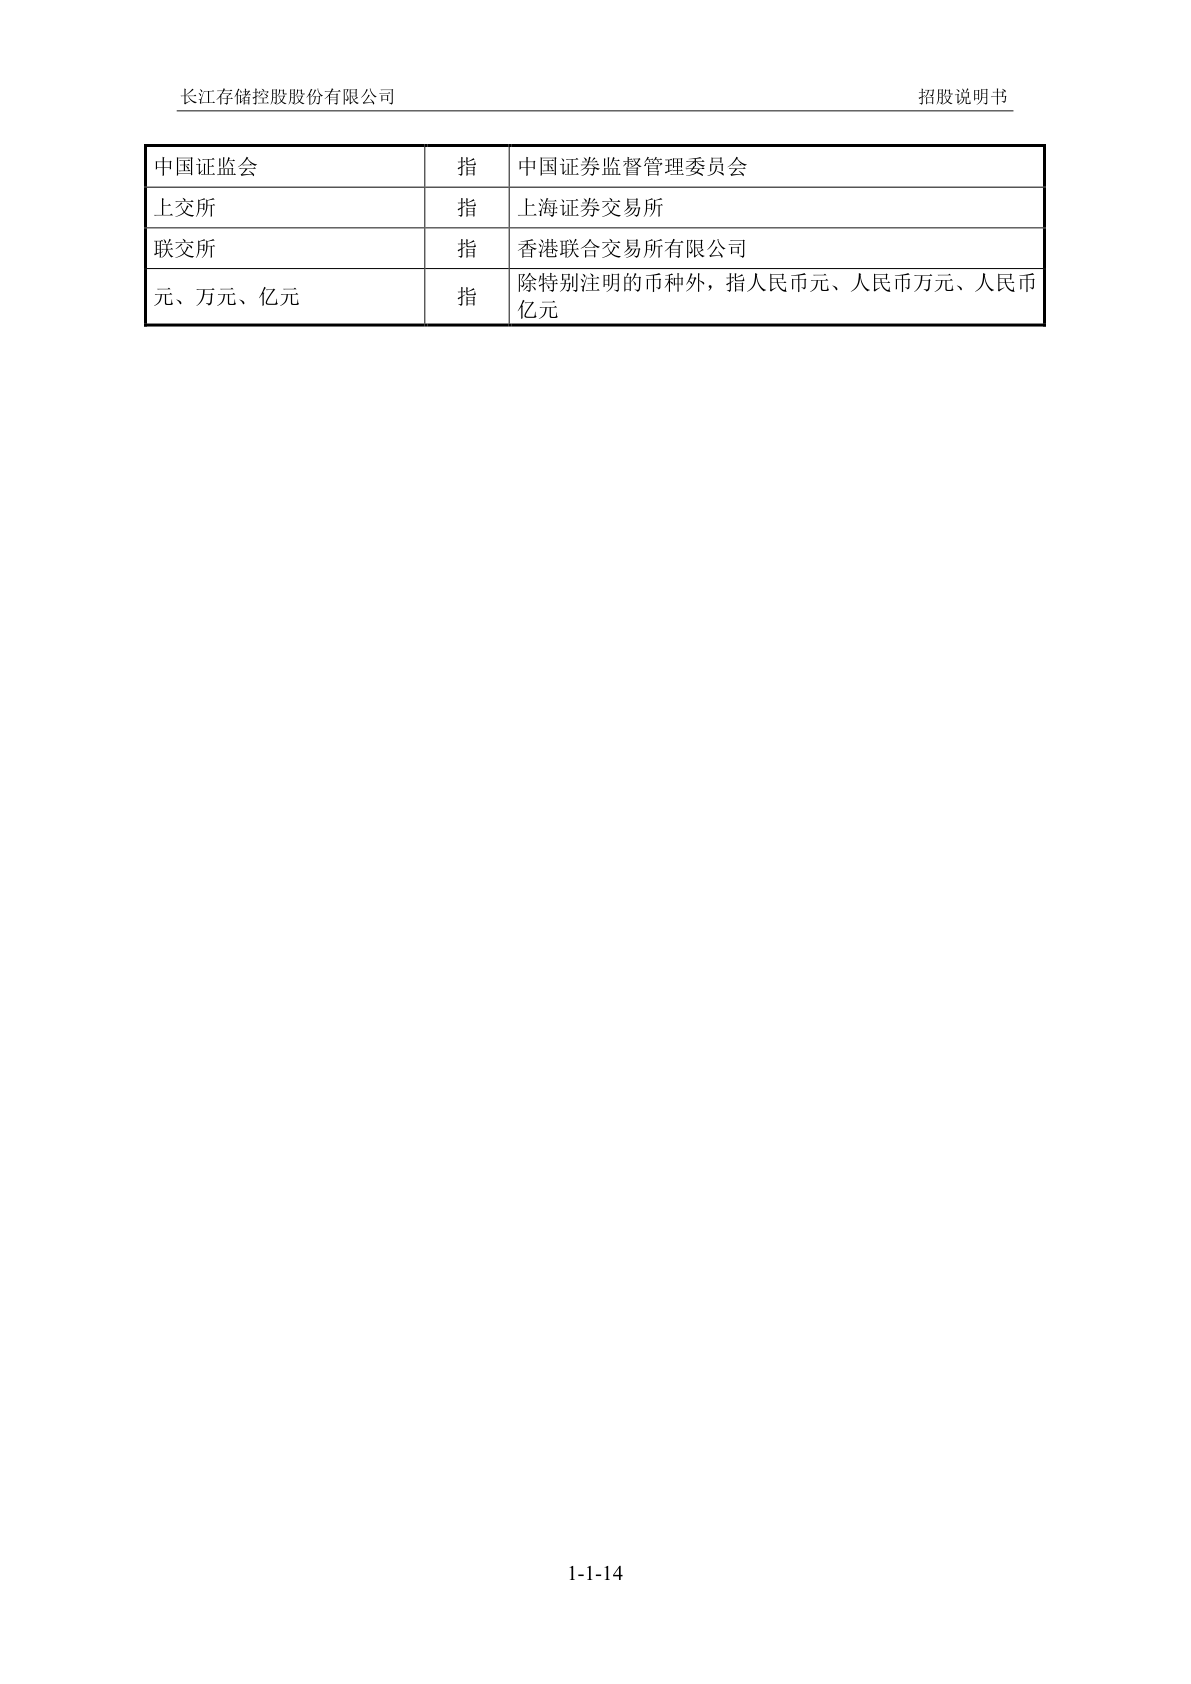 长江存储控股股份有限公司 招股说明书
中国证监会 指 中国证券监督管理委员会
上交所 指 上海证券交易所
联交所 指 香港联合交易所有限公司
元、万元、亿元 指 除特别注明的币种外，指人民币元、人民币万元、人民币
亿元
1-1-14